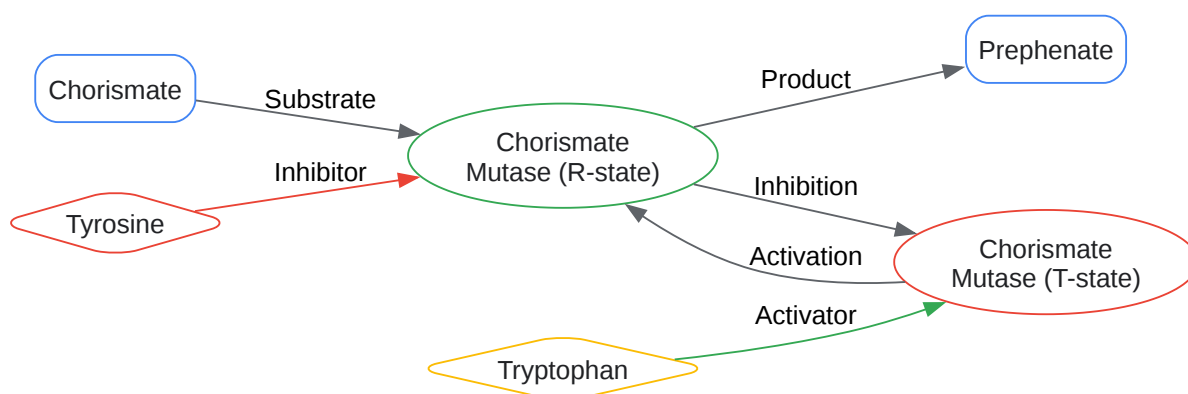 Prephenate
Product
Chorismate
Substrate
Chorismate
Mutase (R-state)
Inhibitor
Inhibition
Tyrosine
Activation
Chorismate
Mutase (T-state)
Activator
Tryptophan